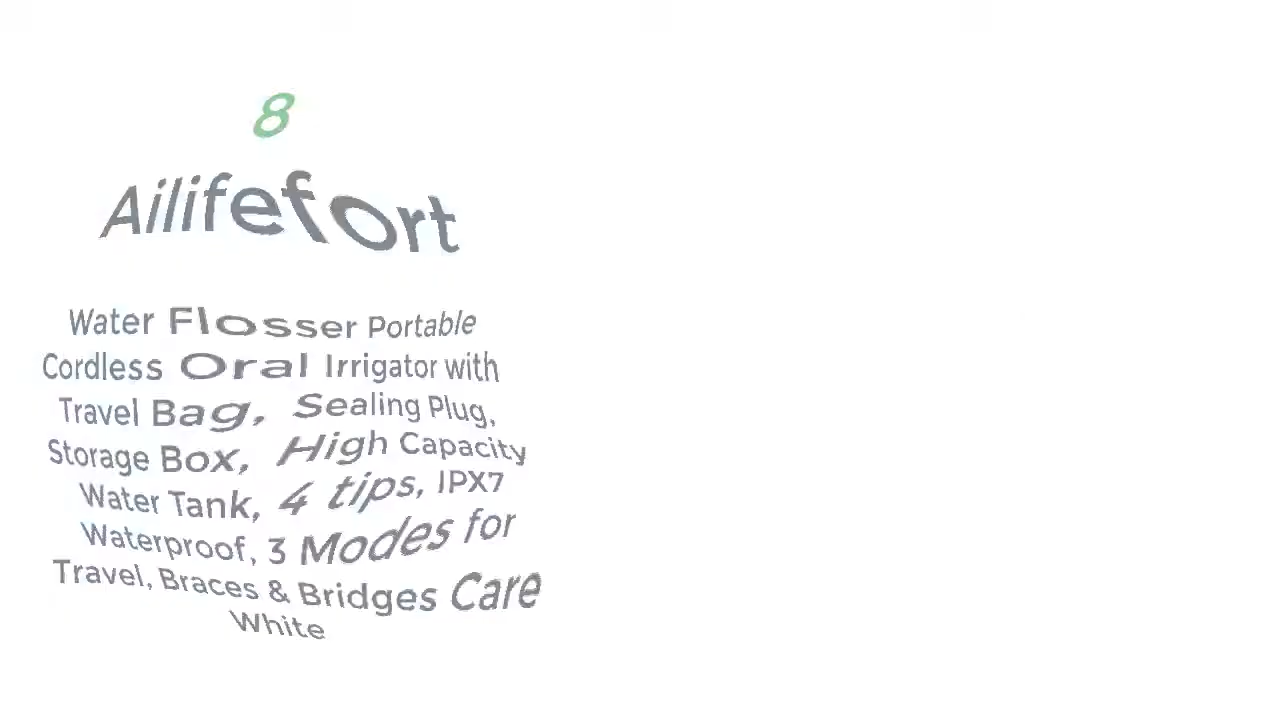 8
Ailifefort
Water Flosser Portable
Cordless Oral Irrigator with
Travel Bag, Sealing Plug,
Storage Box, High Capacity
Water Tank, 4 tips, IPX7
Waterproof, 3 Modes for
Travel, Braces & Bridges Care
White